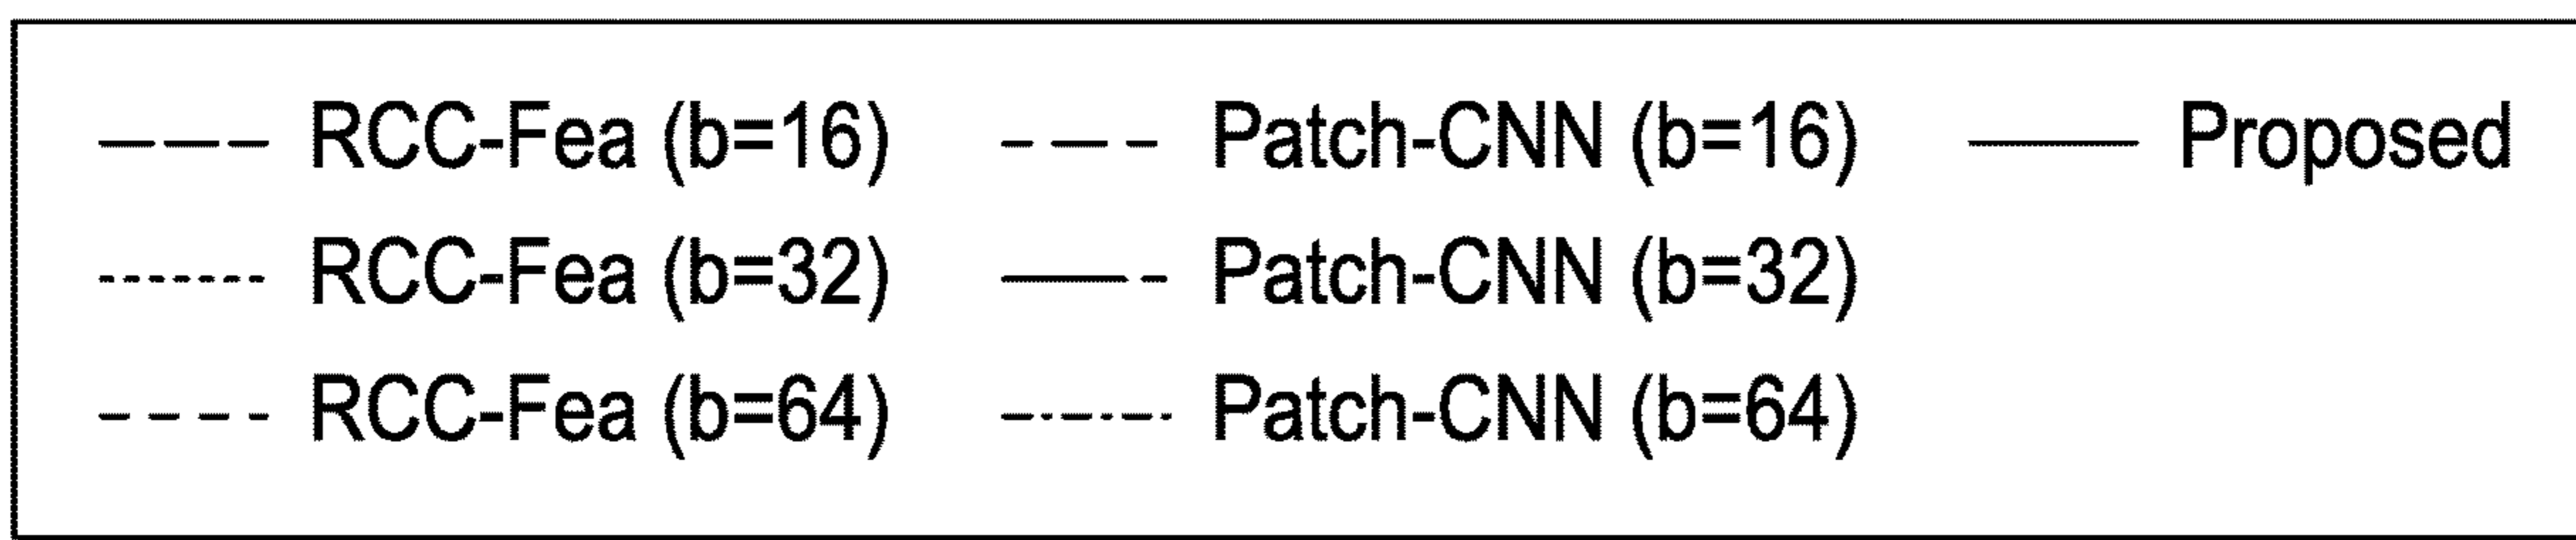 RCC-Fea (b=16) Patch-CNN (b=16) Proposed
RCC-Fea (b=32) Patch-CNN (b=32)
RCC-Fea (b=64) Patch-CNN (b=64)